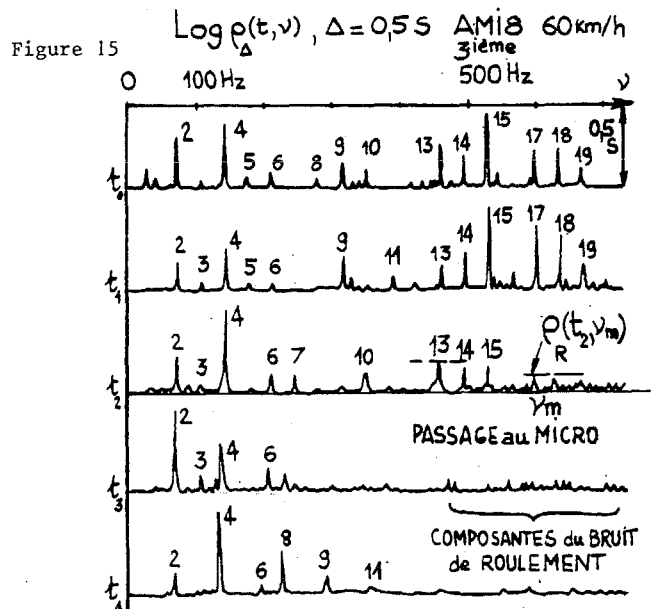 Figure 15
Log ρ_Δ(t,ν), Δ = 0,5 S AMI8 60 km/h
3ième
0 100 Hz 500 Hz ν
2 4 5 6 8 9 10 13 14 15 17 18 19 0,5 S
t₀
2 3 4 5 6 9 11 13 14 15 17 18 19
t₁
2 3 4 6 7 10 13 14 15 ρ(t₂,νm)
R
t₂
νm
PASSAGE au MICRO
2 3 4 6
t₃
COMPOSANTES du BRUIT
de ROULEMENT
2 4 6 8 9 11